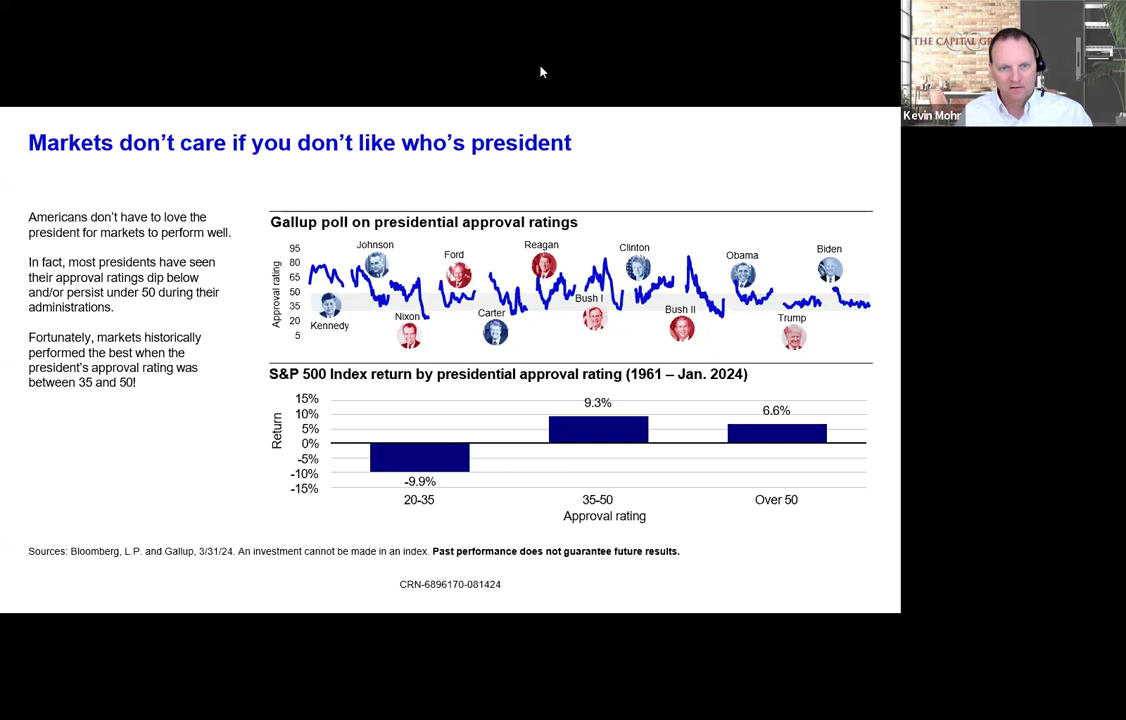 THE CAPITAL GR
Kevin Mohr
Markets don't care if you don't like who's president
Americans don't have to love the
president for markets to perform well.
In fact, most presidents have seen
their approval ratings dip below
and/or persist under 50 during their
administrations.
Fortunately, markets historically
performed the best when the
president's approval rating was
between 35 and 50!
Gallup poll on presidential approval ratings
Approval rating
95
80
65
50
35
20
5
Kennedy
Johnson
Nixon
Ford
Carter
Reagan
Bush I
Clinton
Bush II
Obama
Trump
Biden
S&P 500 Index return by presidential approval rating (1961 – Jan. 2024)
Return
15%
10%
5%
0%
-5%
-10%
-15%
-9.9%
9.3%
6.6%
20-35
35-50
Over 50
Approval rating
Sources: Bloomberg, L.P. and Gallup, 3/31/24. An investment cannot be made in an index. Past performance does not guarantee future results.
CRN-6896170-081424